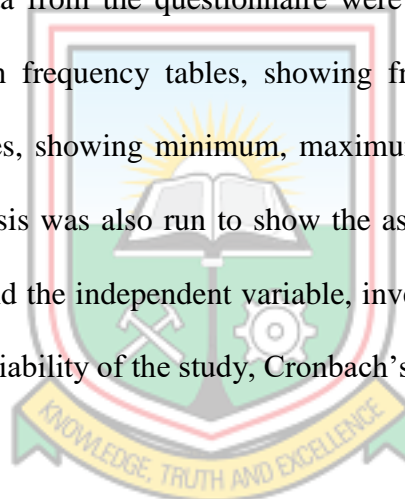 a from the questionnaire were
frequency tables, showing fr
es, showing minimum, maximu
sis was also run to show the as
d the independent variable, inv
iability of the study, Cronbach's
KNOWLEDGE, TRUTH AND EXCELLENCE